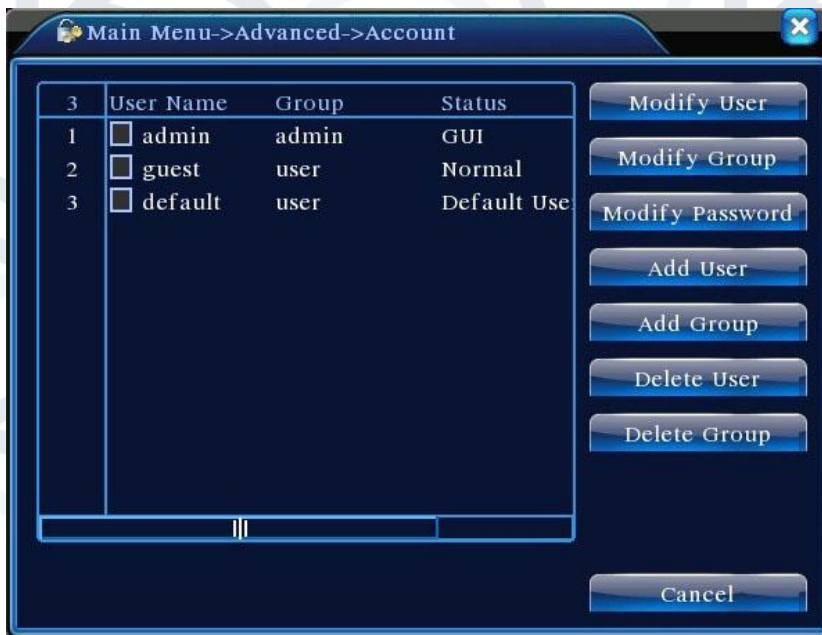 Main Menu->Advanced->Account
3 User Name Group Status
1 admin admin GUI
2 guest user Normal
3 default user Default Use
Modify User
Modify Group
Modify Password
Add User
Add Group
Delete User
Delete Group
Cancel